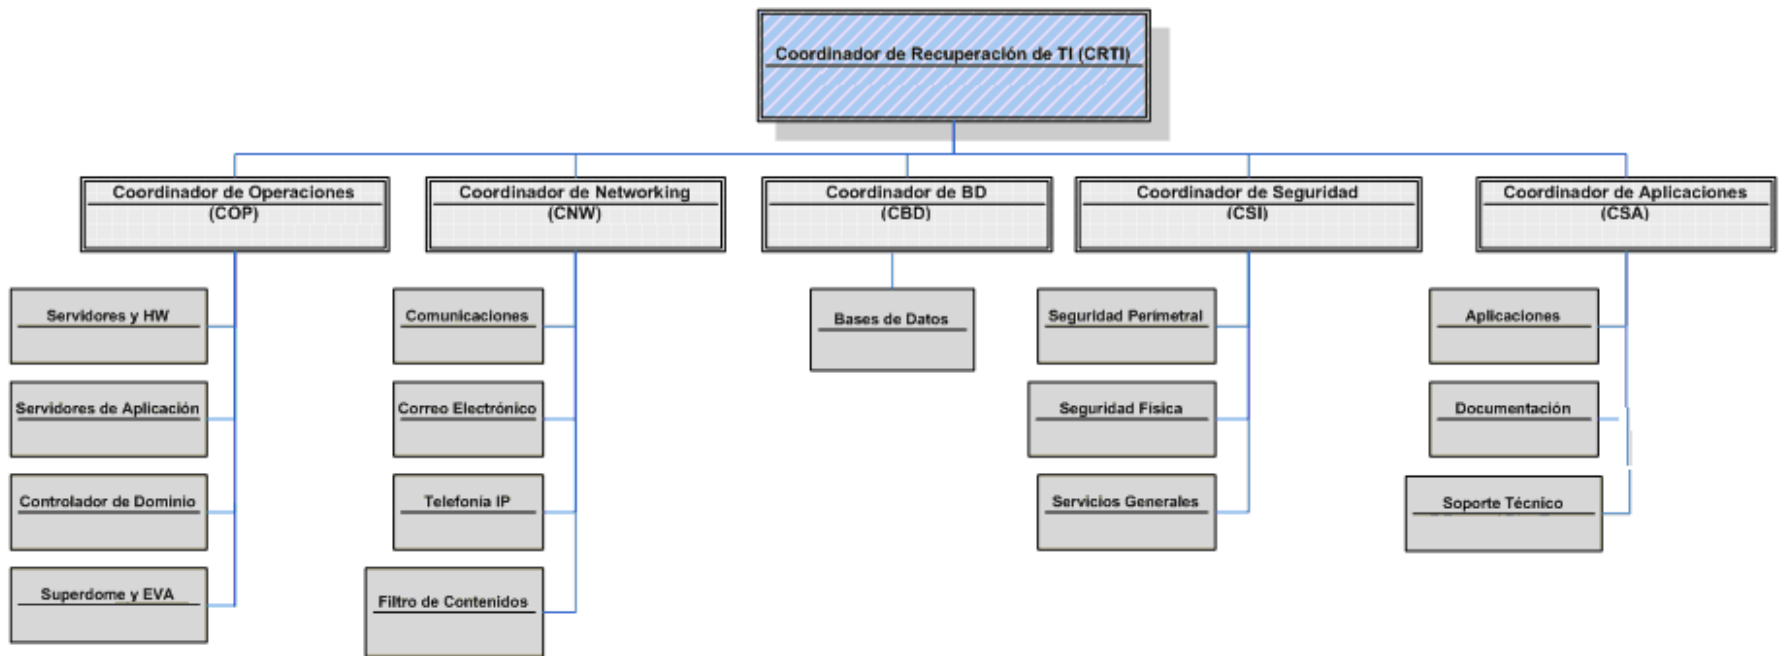 Coordinador de Recuperación de TI (CRTI)
Coordinador de Operaciones
(COP)
Coordinador de Networking
(CNW)
Coordinador de BD
(CBD)
Coordinador de Seguridad
(CSI)
Coordinador de Aplicaciones
(CSA)
Servidores y HW
Servidores de Aplicación
Controlador de Dominio
Superdome y EVA
Comunicaciones
Correo Electrónico
Telefonía IP
Filtro de Contenidos
Bases de Datos
Seguridad Perimetral
Seguridad Física
Servicios Generales
Aplicaciones
Documentación
Soporte Técnico